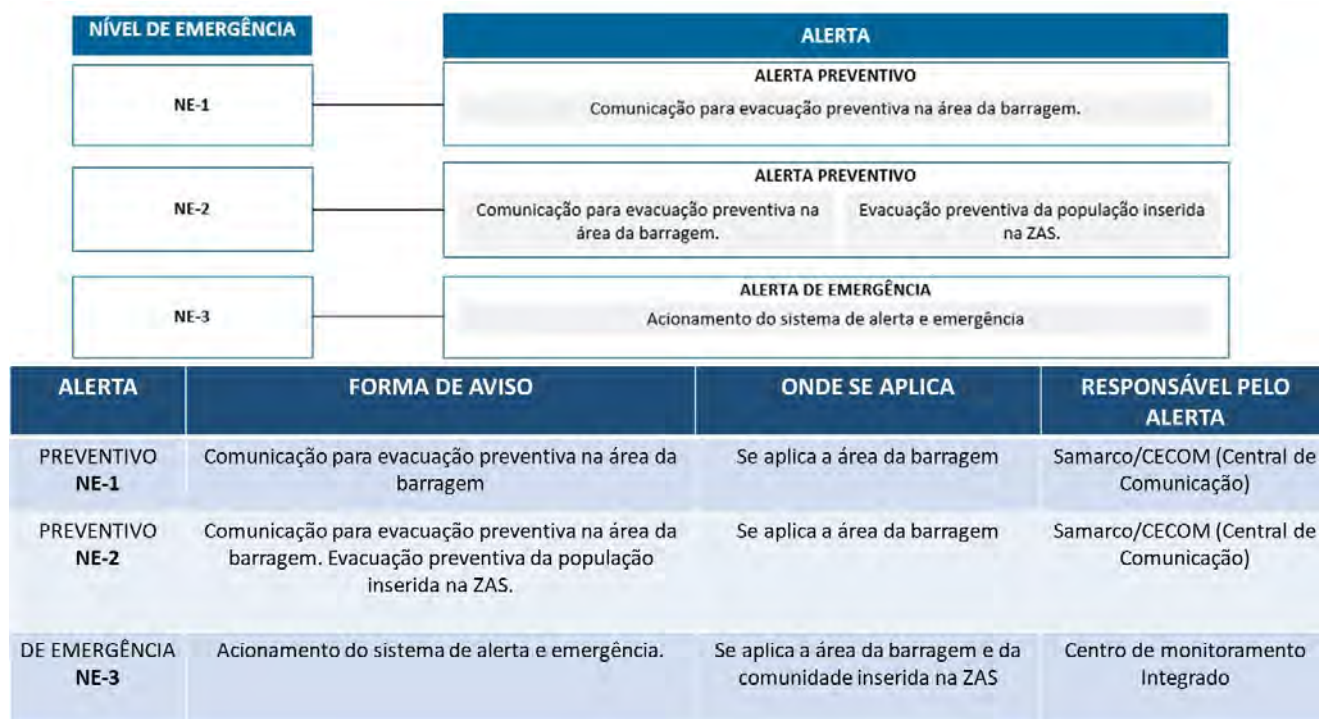 NÍVEL DE EMERGÊNCIA
ALERTA
NE-1
ALERTA PREVENTIVO
Comunicação para evacuação preventiva na área da barragem.
NE-2
ALERTA PREVENTIVO
Comunicação para evacuação preventiva na
área da barragem.
Evacuação preventiva da população inserida
na ZAS.
NE-3
ALERTA DE EMERGÊNCIA
Acionamento do sistema de alerta e emergência
ALERTA
FORMA DE AVISO
ONDE SE APLICA
RESPONSÁVEL PELO
ALERTA
PREVENTIVO
NE-1
Comunicação para evacuação preventiva na área da
barragem
Se aplica a área da barragem
Samarco/CECOM (Central de
Comunicação)
PREVENTIVO
NE-2
Comunicação para evacuação preventiva na área da
barragem. Evacuação preventiva da população
inserida na ZAS.
Se aplica a área da barragem
Samarco/CECOM (Central de
Comunicação)
DE EMERGÊNCIA
NE-3
Acionamento do sistema de alerta e emergência.
Se aplica a área da barragem e da
comunidade inserida na ZAS
Centro de monitoramento
Integrado